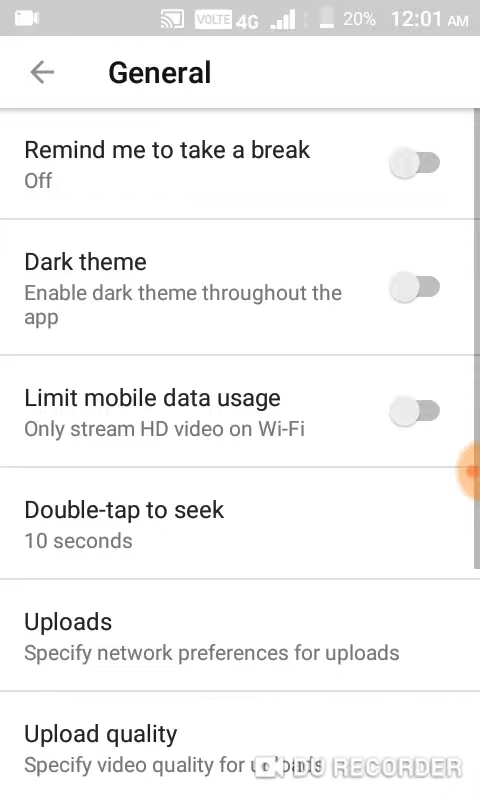 VOLTE 4G 20% 12:01 AM
General
Remind me to take a break
Off
Dark theme
Enable dark theme throughout the
app
Limit mobile data usage
Only stream HD video on Wi-Fi
Double-tap to seek
10 seconds
Uploads
Specify network preferences for uploads
Upload quality
Specify video quality for uploads
DU RECORDER